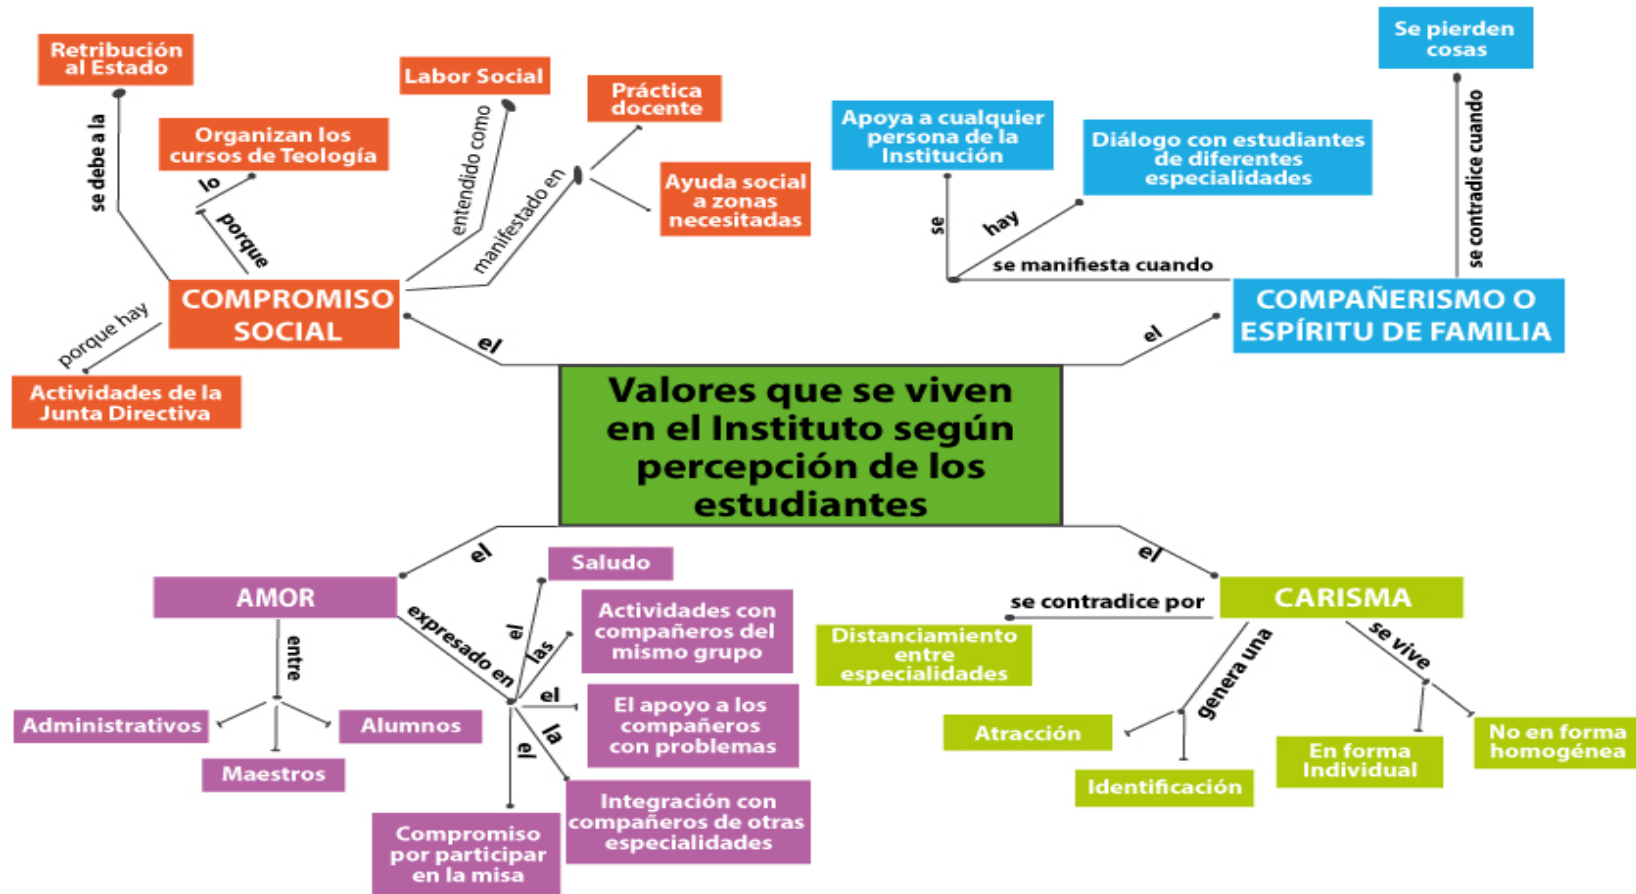 Retribución
al Estado
se debe a la
Organizan los
cursos de Teología
lo
porque
Labor Social
entendido como
Práctica
docente
Ayuda social
a zonas
necesitadas
manifestado en
COMPROMISO
SOCIAL
porque hay
Actividades de la
Junta Directiva
el
Se pierden
cosas
se contradice cuando
Apoya a cualquier
persona de la
Institución
Diálogo con estudiantes
de diferentes
especialidades
se
hay
se manifiesta cuando
COMPAÑERISMO O
ESPÍRITU DE FAMILIA
el
Valores que se viven
en el Instituto según
percepción de los
estudiantes
el
AMOR
entre
Administrativos
Maestros
Alumnos
expresado en
el
Saludo
las
Actividades con
compañeros del
mismo grupo
el
El apoyo a los
compañeros
con problemas
la
Integración con
compañeros de otras
especialidades
el
Compromiso
por participar
en la misa
el
CARISMA
se contradice por
Distanciamiento
entre
especialidades
genera una
Atracción
Identificación
se vive
En forma
Individual
No en forma
homogénea